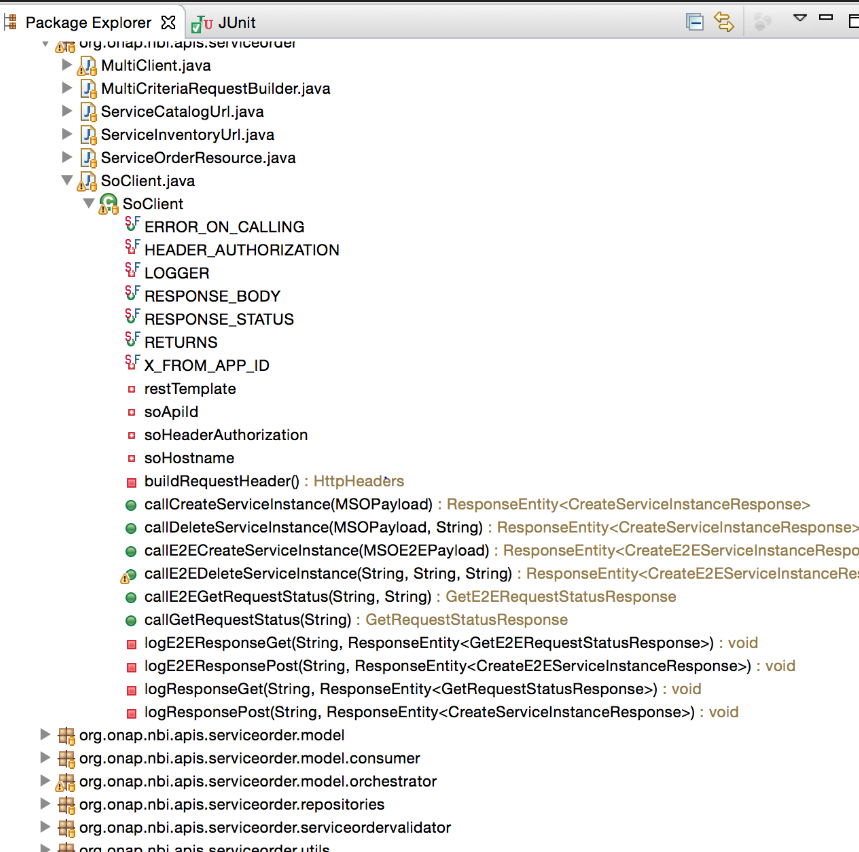 Package Explorer JUnit
org.onap.nbi.apis.serviceorder
MultiClient.java
MultiCriteriaRequestBuilder.java
ServiceCatalogUrl.java
ServiceInventoryUrl.java
ServiceOrderResource.java
SoClient.java
SoClient
ERROR_ON_CALLING
HEADER_AUTHORIZATION
LOGGER
RESPONSE_BODY
RESPONSE_STATUS
RETURNS
X_FROM_APP_ID
restTemplate
soApiId
soHeaderAuthorization
soHostname
buildRequestHeader() : HttpHeaders
callCreateServiceInstance(MSOPayload) : ResponseEntity<CreateServiceInstanceResponse>
callDeleteServiceInstance(MSOPayload, String) : ResponseEntity<CreateServiceInstanceResponse>
callE2ECreateServiceInstance(MSOE2EPayload) : ResponseEntity<CreateE2EServiceInstanceRespo
callE2EDeleteServiceInstance(String, String, String) : ResponseEntity<CreateE2EServiceInstanceRes
callE2EGetRequestStatus(String, String) : GetE2ERequestStatusResponse
callGetRequestStatus(String) : GetRequestStatusResponse
logE2EResponseGet(String, ResponseEntity<GetE2ERequestStatusResponse>) : void
logE2EResponsePost(String, ResponseEntity<CreateE2EServiceInstanceResponse>) : void
logResponseGet(String, ResponseEntity<GetRequestStatusResponse>) : void
logResponsePost(String, ResponseEntity<CreateServiceInstanceResponse>) : void
org.onap.nbi.apis.serviceorder.model
org.onap.nbi.apis.serviceorder.model.consumer
org.onap.nbi.apis.serviceorder.model.orchestrator
org.onap.nbi.apis.serviceorder.repositories
org.onap.nbi.apis.serviceorder.serviceordervalidator
org.onap.nbi.apis.serviceorder.utils